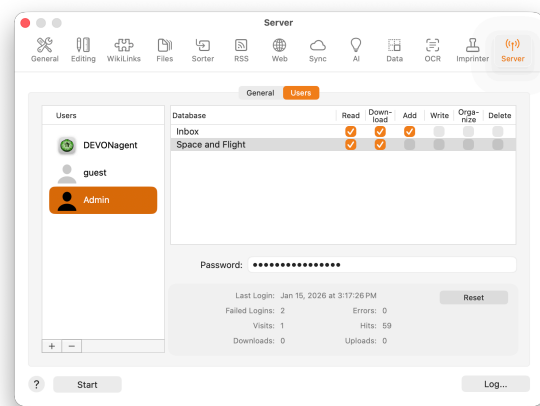 Server
General Editing WikiLinks Files Sorter RSS Web Sync AI Data OCR Imprinter Server
General Users
Users
DEVONagent
guest
Admin
+ −
Database Read Down-load Add Write Orga-nize Delete
Inbox
Space and Flight
Password: ••••••••••••••••
Last Login: Jan 15, 2026 at 3:17:26 PM
Reset
Failed Logins: 2 Errors: 0
Visits: 1 Hits: 59
Downloads: 0 Uploads: 0
? Start Log...